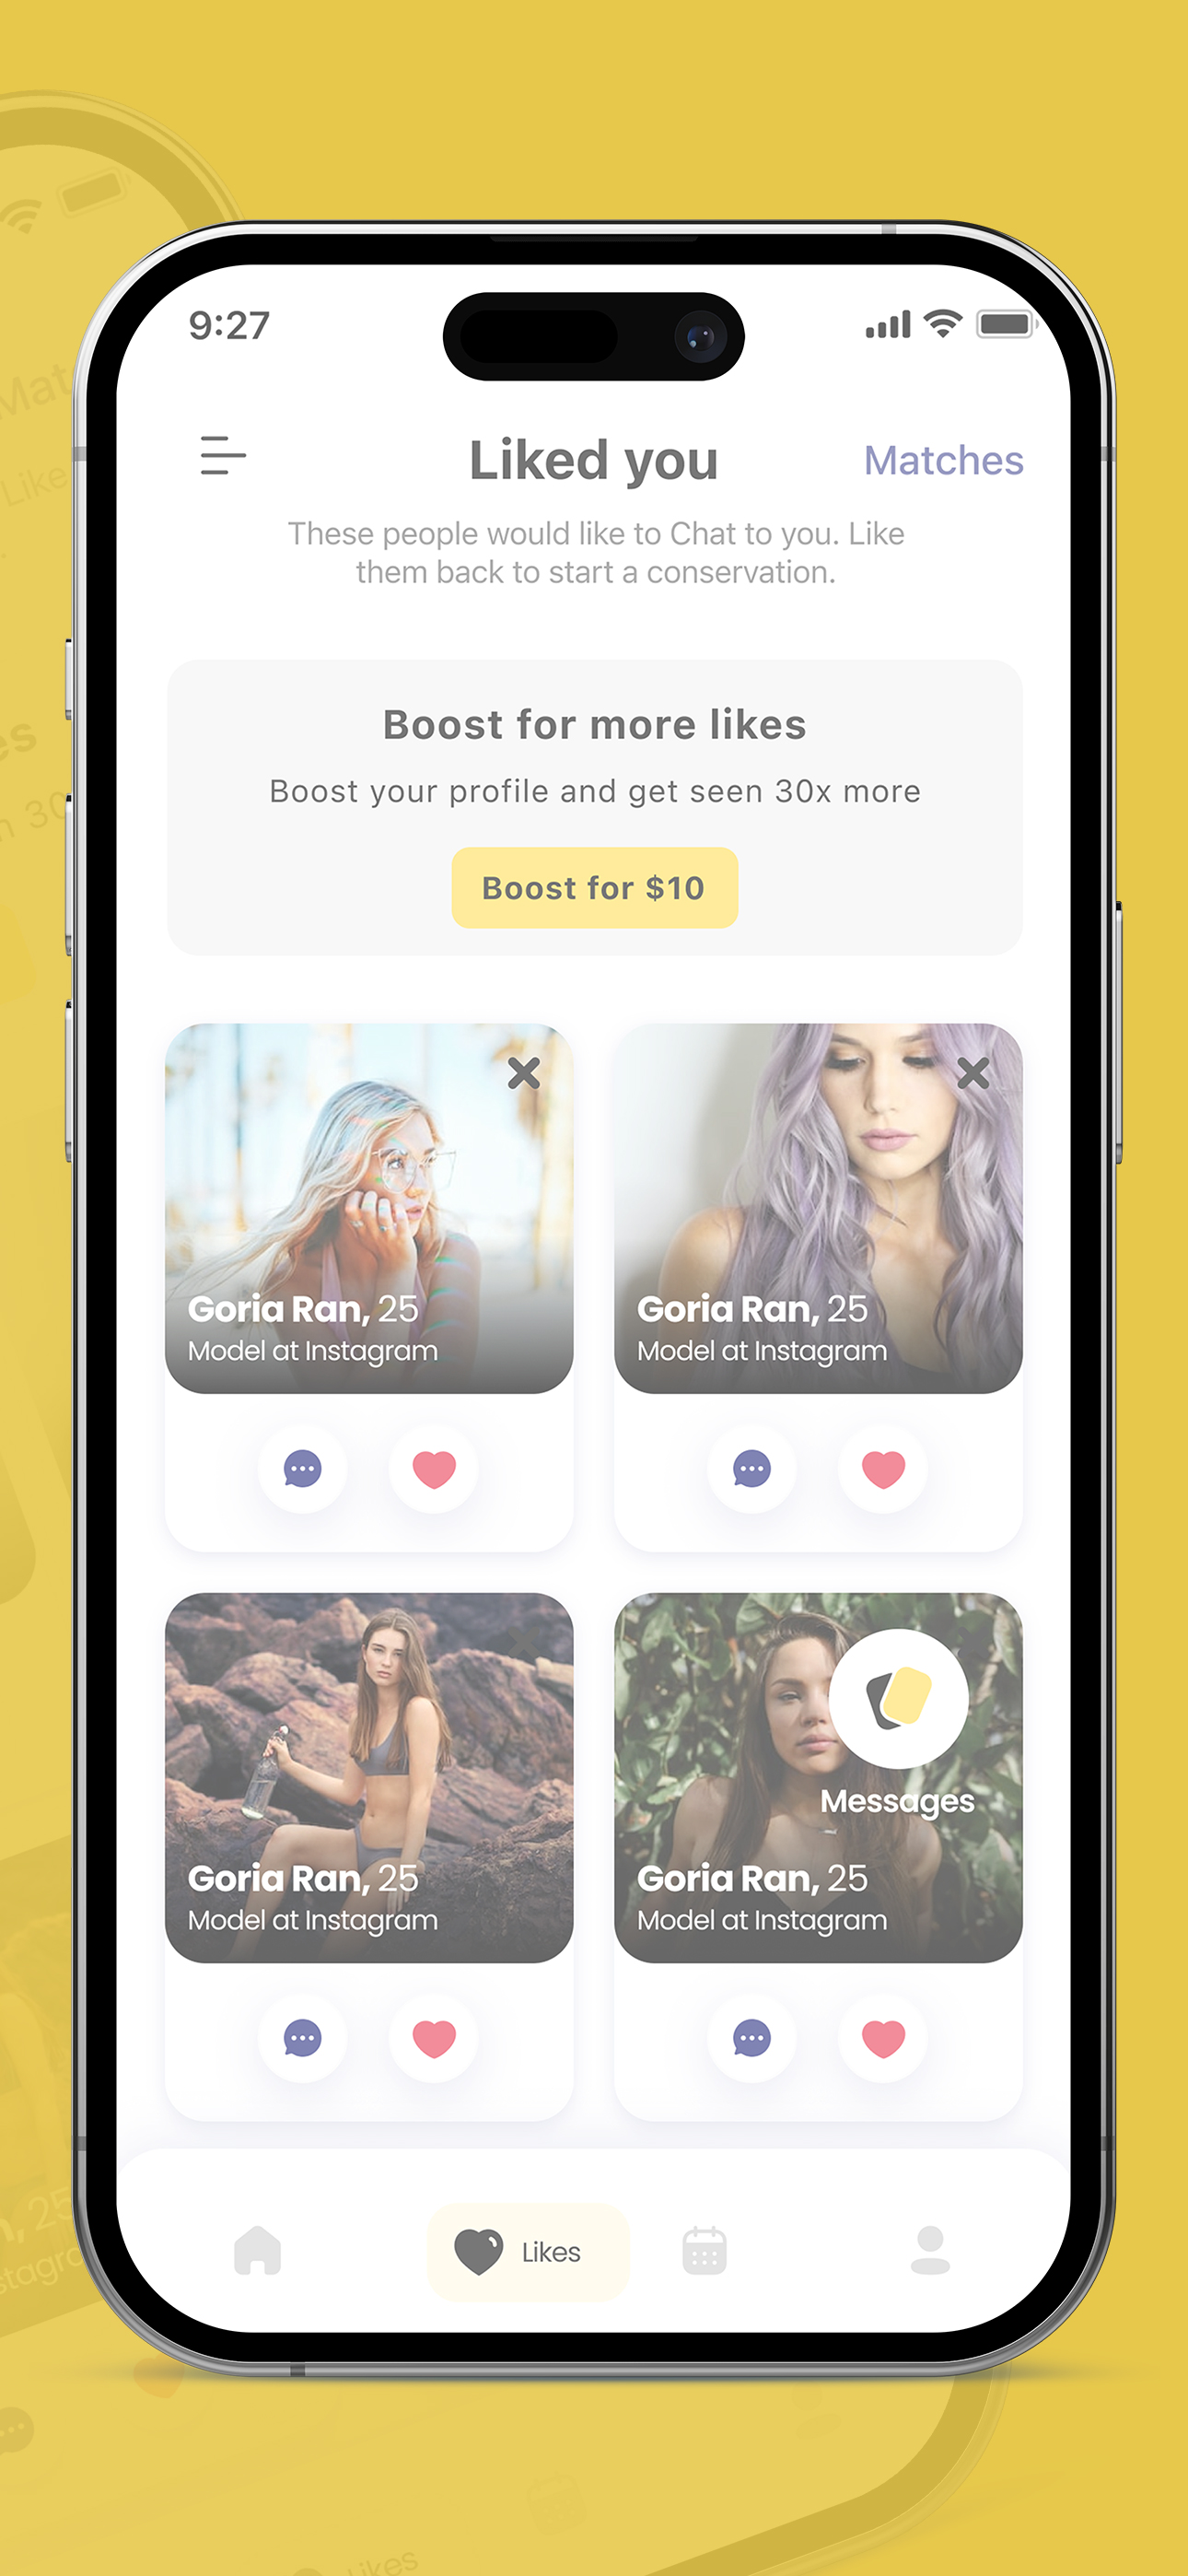 9:27
Liked you
Matches
These people would like to Chat to you. Like
them back to start a conservation.
Boost for more likes
Boost your profile and get seen 30x more
Boost for $10
Goria Ran, 25
Model at Instagram
Goria Ran, 25
Model at Instagram
Messages
Goria Ran, 25
Model at Instagram
Goria Ran, 25
Model at Instagram
Likes
Likes